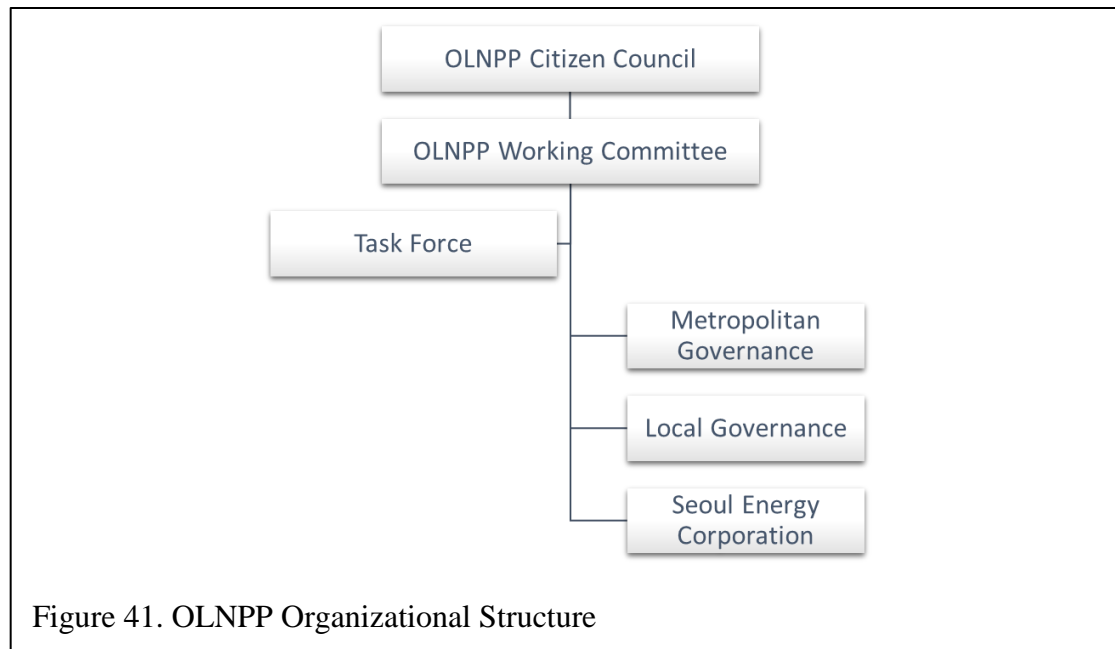 OLNPP Citizen Council
OLNPP Working Committee
Task Force
Metropolitan
Governance
Local Governance
Seoul Energy
Corporation
Figure 41. OLNPP Organizational Structure